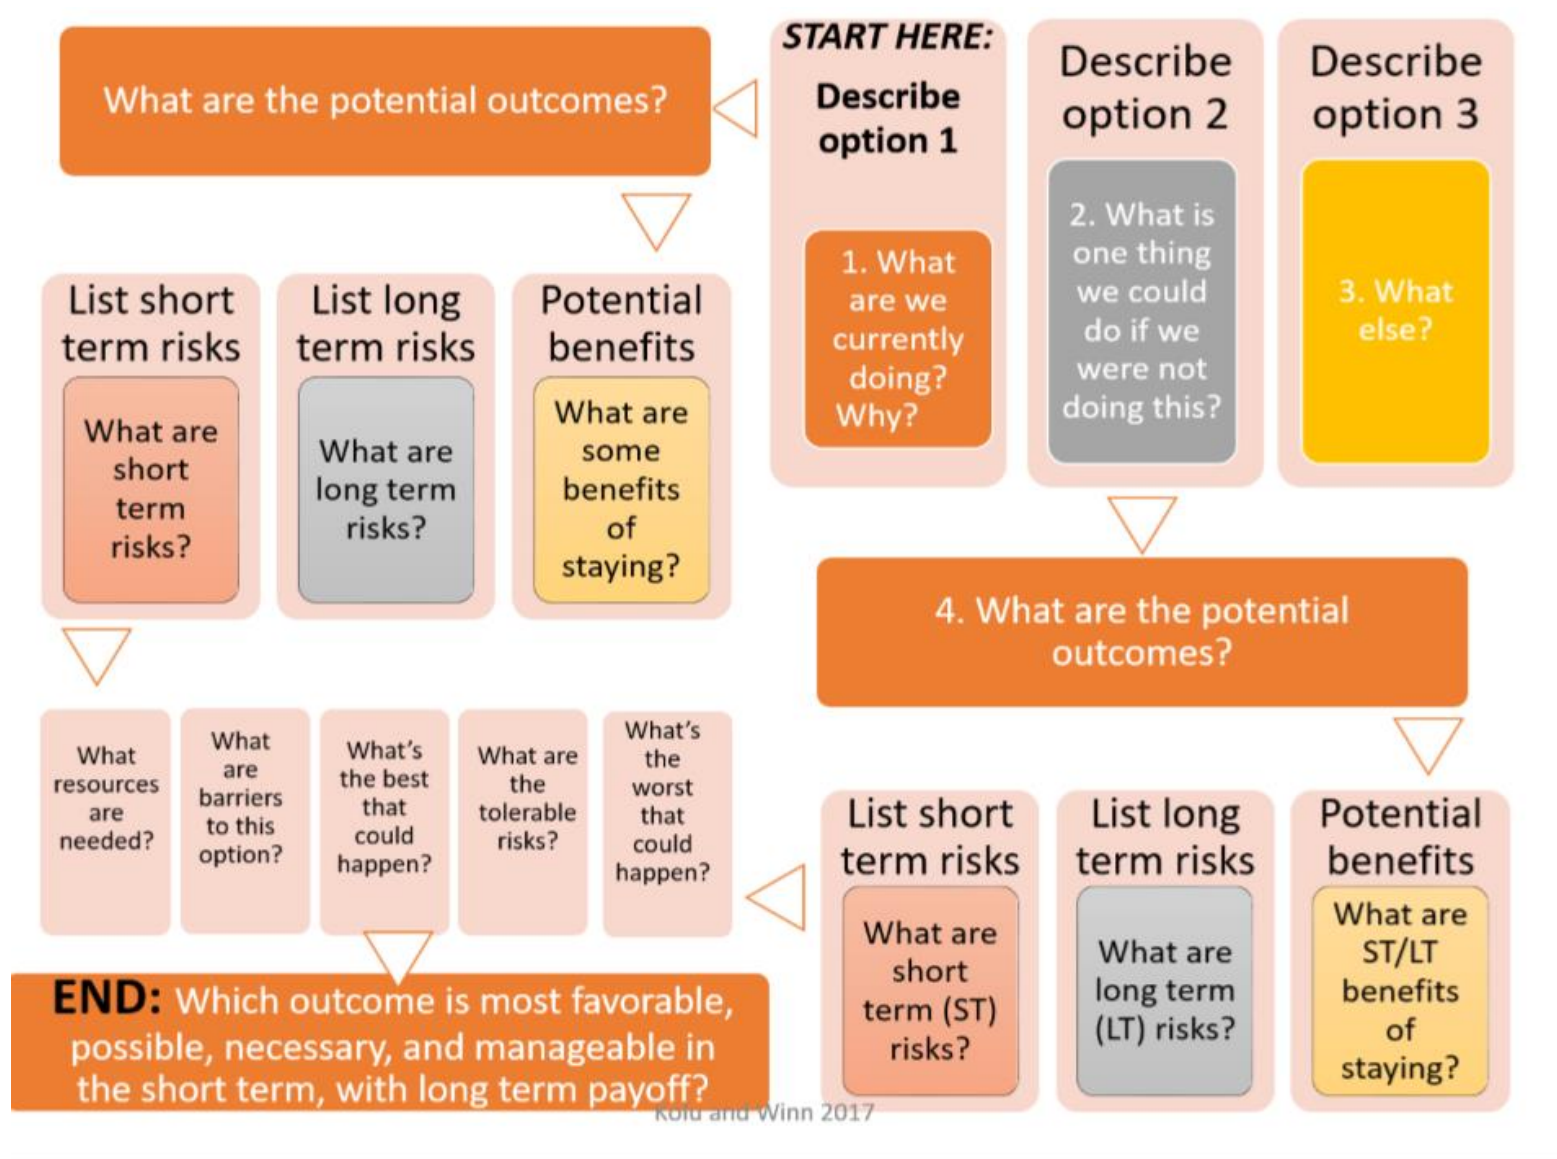 START HERE:
Describe
option 1
1. What
are we
currently
doing?
Why?
Describe
option 2
2. What is
one thing
we could
do if we
were not
doing this?
Describe
option 3
3. What
else?
What are the potential outcomes?
List short
term risks
What are
short
term
risks?
List long
term risks
What are
long term
risks?
Potential
benefits
What are
some
benefits
of
staying?
4. What are the potential
outcomes?
List short
term risks
What are
short
term (ST)
risks?
List long
term risks
What are
long term
(LT) risks?
Potential
benefits
What are
ST/LT
benefits
of
staying?
What
resources
are
needed?
What
are
barriers
to this
option?
What's
the best
that
could
happen?
What are
the
tolerable
risks?
What's
the
worst
that
could
happen?
END: Which outcome is most favorable,
possible, necessary, and manageable in
the short term, with long term payoff?
Kolu and Winn 2017